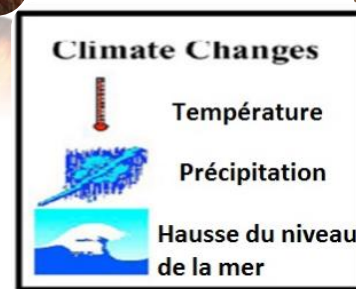 Climate Changes
Température
Précipitation
Hausse du niveau
de la mer